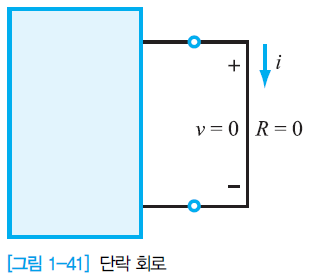 i
+
v = 0 R = 0
−
[그림 1-41] 단락 회로